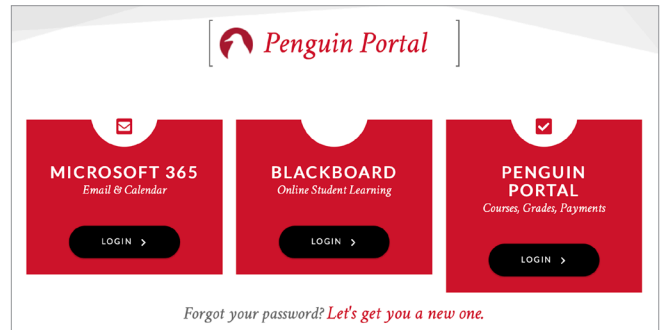 Penguin Portal
MICROSOFT 365
Email & Calendar
LOGIN
BLACKBOARD
Online Student Learning
LOGIN
PENGUIN
PORTAL
Courses, Grades, Payments
LOGIN
Forgot your password? Let's get you a new one.